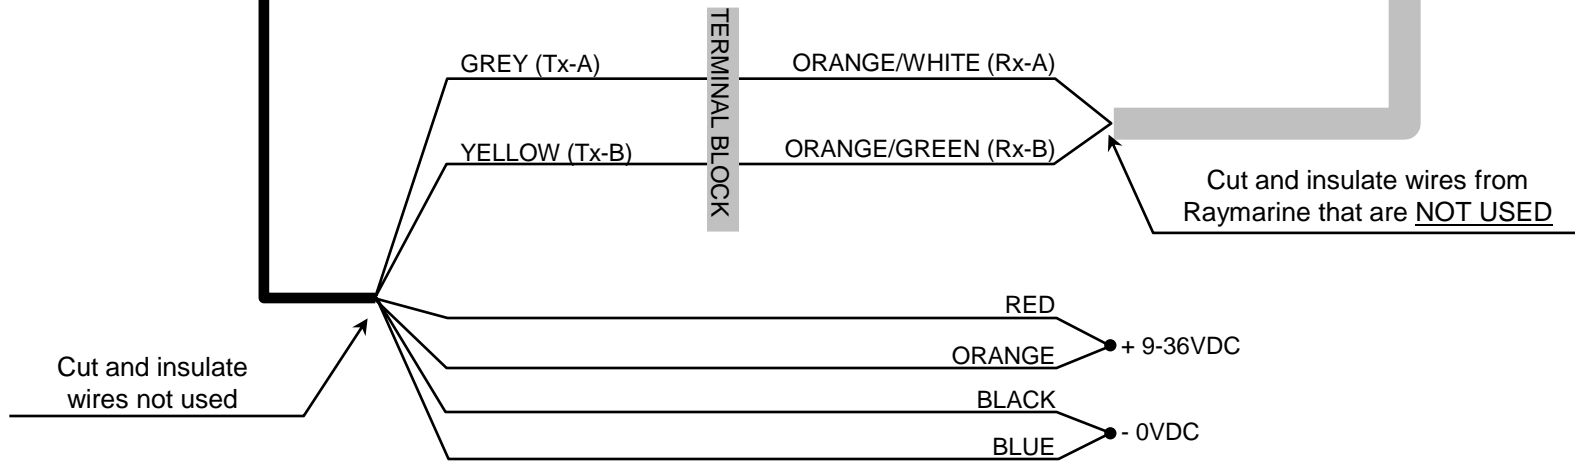 TERMINAL BLOCK
GREY (Tx-A)
ORANGE/WHITE (Rx-A)
YELLOW (Tx-B)
ORANGE/GREEN (Rx-B)
Cut and insulate wires from
Raymarine that are NOT USED
RED
+ 9-36VDC
ORANGE
Cut and insulate
wires not used
BLACK
- 0VDC
BLUE